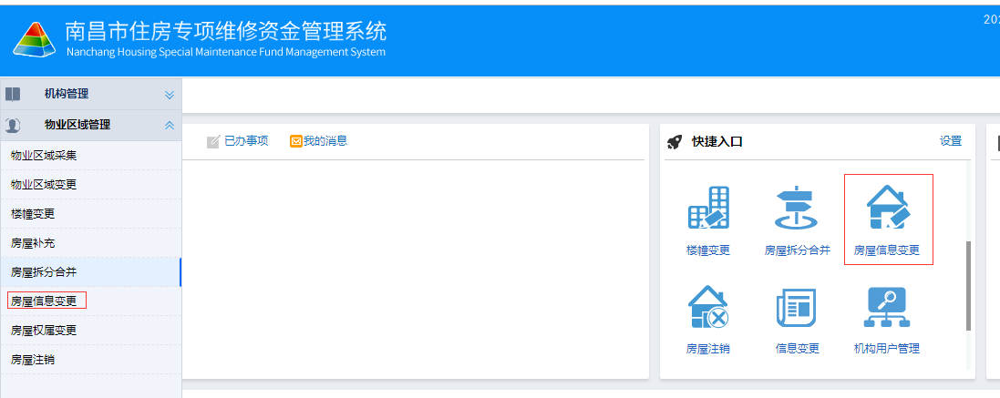 南昌市住房专项维修资金管理系统
Nanchang Housing Special Maintenance Fund Management System
机构管理
物业区域管理
物业区域采集
物业区域变更
楼幢变更
房屋补充
房屋拆分合并
房屋信息变更
房屋权属变更
房屋注销
已办事项
我的消息
快捷入口
设置
楼幢变更
房屋拆分合并
房屋信息变更
房屋注销
信息变更
机构用户管理